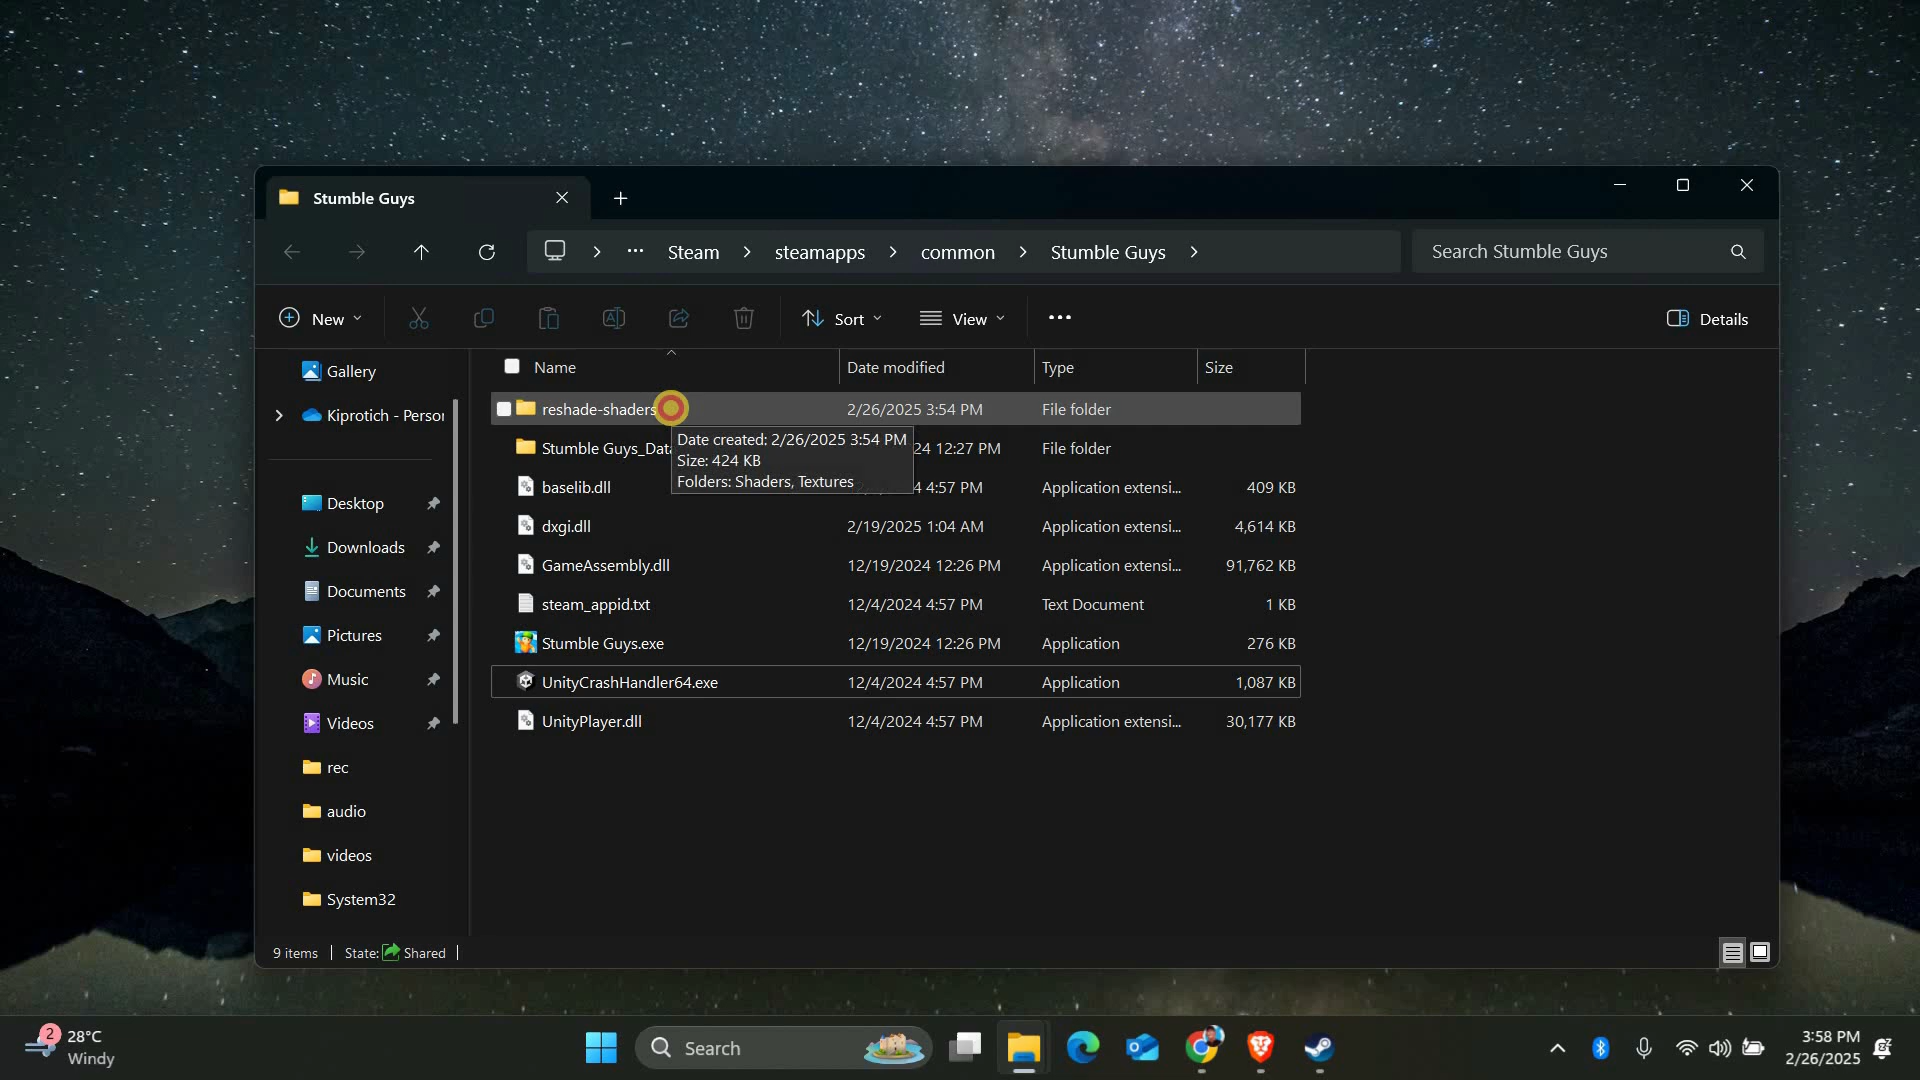 Stumble Guys
Steam
steamapps
common
Stumble Guys
Search Stumble Guys
New
Sort
View
Details
Gallery
Kiprotich - Person
Desktop
Downloads
Documents
Pictures
Music
Videos
rec
audio
videos
System32
Name Date modified Type Size
reshade-shaders 2/26/2025 3:54 PM File folder
Stumble Guys_Data 24 12:27 PM File folder
baselib.dll 4 4:57 PM Application extensi... 409 KB
dxgi.dll 2/19/2025 1:04 AM Application extensi... 4,614 KB
GameAssembly.dll 12/19/2024 12:26 PM Application extensi... 91,762 KB
steam_appid.txt 12/4/2024 4:57 PM Text Document 1 KB
Stumble Guys.exe 12/19/2024 12:26 PM Application 276 KB
UnityCrashHandler64.exe 12/4/2024 4:57 PM Application 1,087 KB
UnityPlayer.dll 12/4/2024 4:57 PM Application extensi... 30,177 KB
Date created: 2/26/2025 3:54 PM
Size: 424 KB
Folders: Shaders, Textures
9 items State: Shared
2
28°C
Windy
Search
3:58 PM
2/26/2025